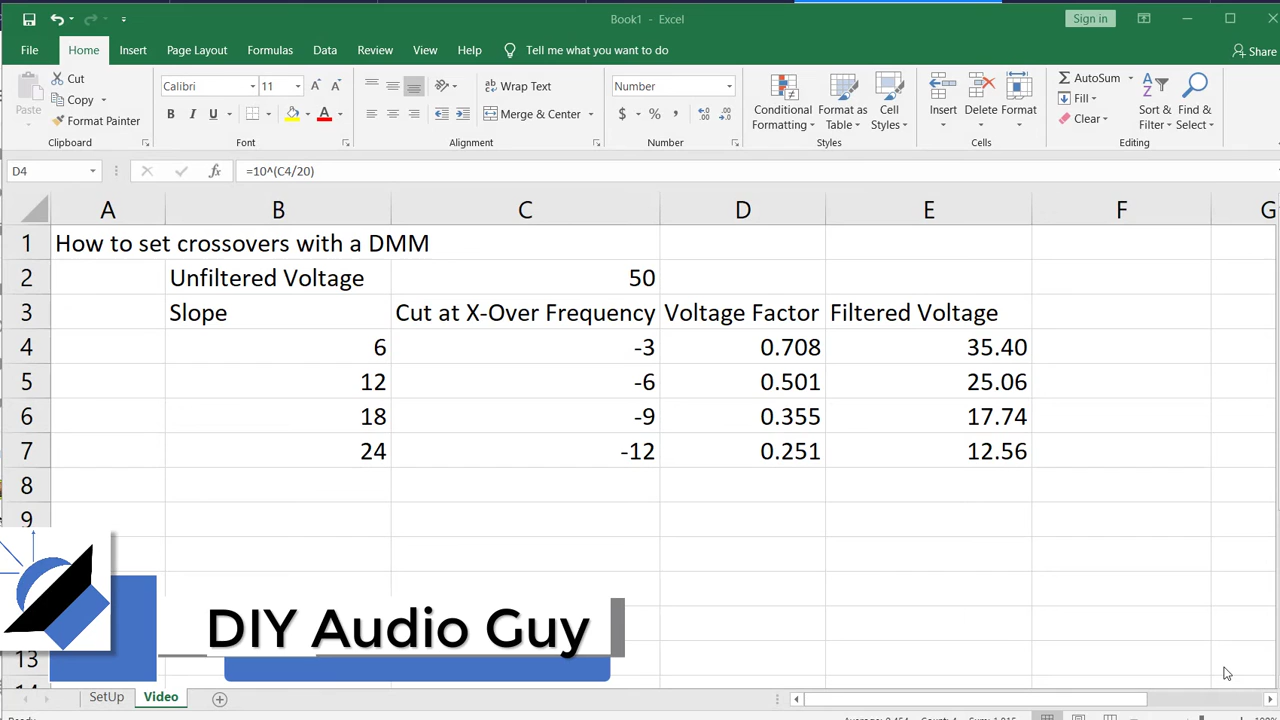 Book1 - Excel
Sign in
File Home Insert Page Layout Formulas Data Review View Help Tell me what you want to do Share
Paste Cut Copy Format Painter Calibri 11 B I U A Wrap Text Merge & Center Number $ % , Conditional Formatting Format as Table Cell Styles Insert Delete Format AutoSum Fill Clear Sort & Filter Find & Select
Clipboard Font Alignment Number Styles Cells Editing
D4 fx =10^(C4/20)
A B C D E F G
1 How to set crossovers with a DMM
2 Unfiltered Voltage 50
3 Slope Cut at X-Over Frequency Voltage Factor Filtered Voltage
4 6 -3 0.708 35.40
5 12 -6 0.501 25.06
6 18 -9 0.355 17.74
7 24 -12 0.251 12.56
8
9
DIY Audio Guy
13
SetUp Video